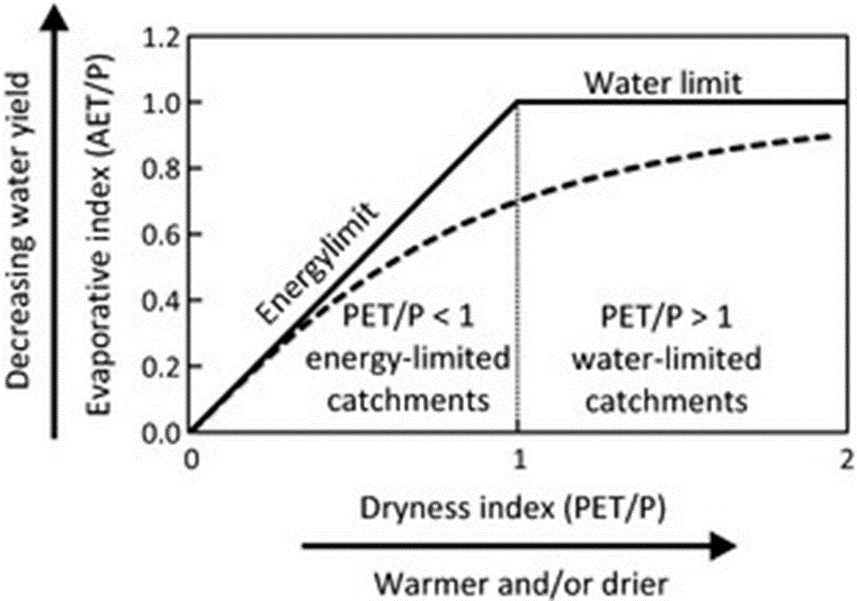 Decreasing water yield
Evaporative index (AET/P)
1.2
1.0
0.8
0.6
0.4
0.2
0.0
Water limit
Energylimit
PET/P < 1
energy-limited
catchments
PET/P > 1
water-limited
catchments
0
1
2
Dryness index (PET/P)
Warmer and/or drier